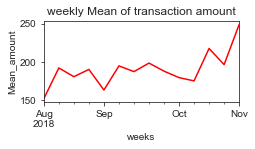 weekly Mean of transaction amount
250
200
150
Mean_amount
Aug Sep Oct Nov
2018
weeks